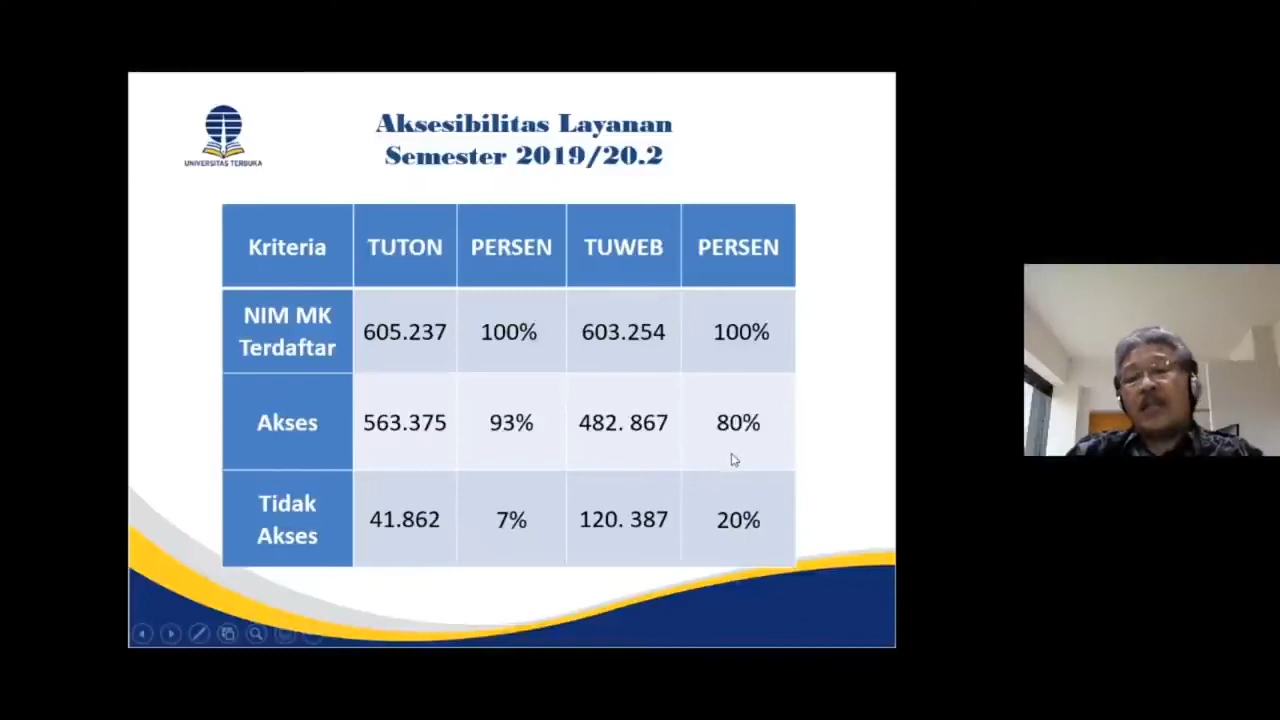 UNIVERSITAS TERBUKA
Aksesibilitas Layanan
Semester 2019/20.2
Kriteria TUTON PERSEN TUWEB PERSEN
NIM MK
Terdaftar 605.237 100% 603.254 100%
Akses 563.375 93% 482. 867 80%
Tidak
Akses 41.862 7% 120. 387 20%